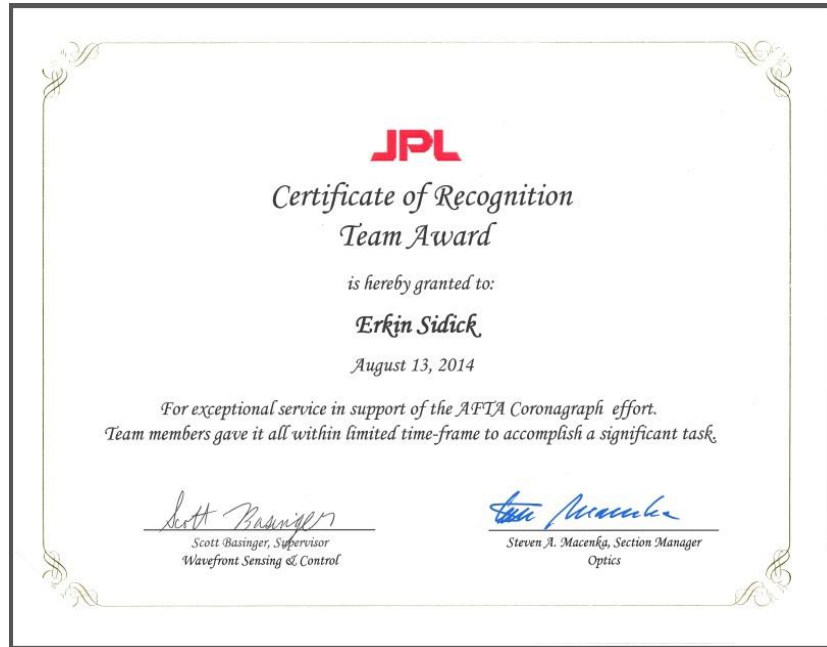 JPL
Certificate of Recognition
Team Award
is hereby granted to:
Erkin Sidick
August 13, 2014
For exceptional service in support of the AFTA Coronagraph effort.
Team members gave it all within limited time-frame to accomplish a significant task.
Scott Basinger
Scott Basinger, Supervisor
Wavefront Sensing & Control
Steven A. Macenka, Section Manager
Optics